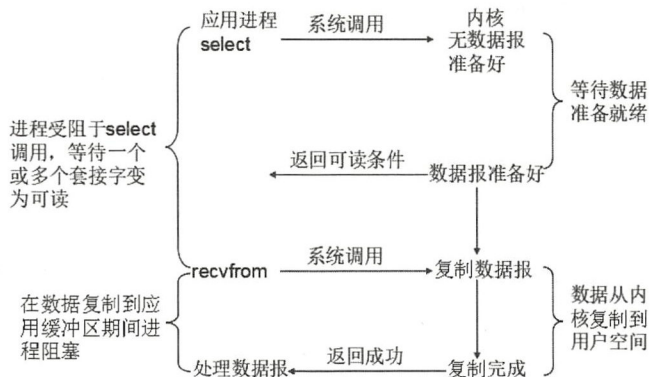 应用进程
select
系统调用
内核
无数据报
准备好
等待数据
准备就绪
进程受阻于select
调用，等待一个
或多个套接字变
为可读
返回可读条件
数据报准备好
recvfrom
系统调用
复制数据报
在数据复制到应
用缓冲区期间进
程阻塞
数据从内
核复制到
用户空间
处理数据报
返回成功
复制完成